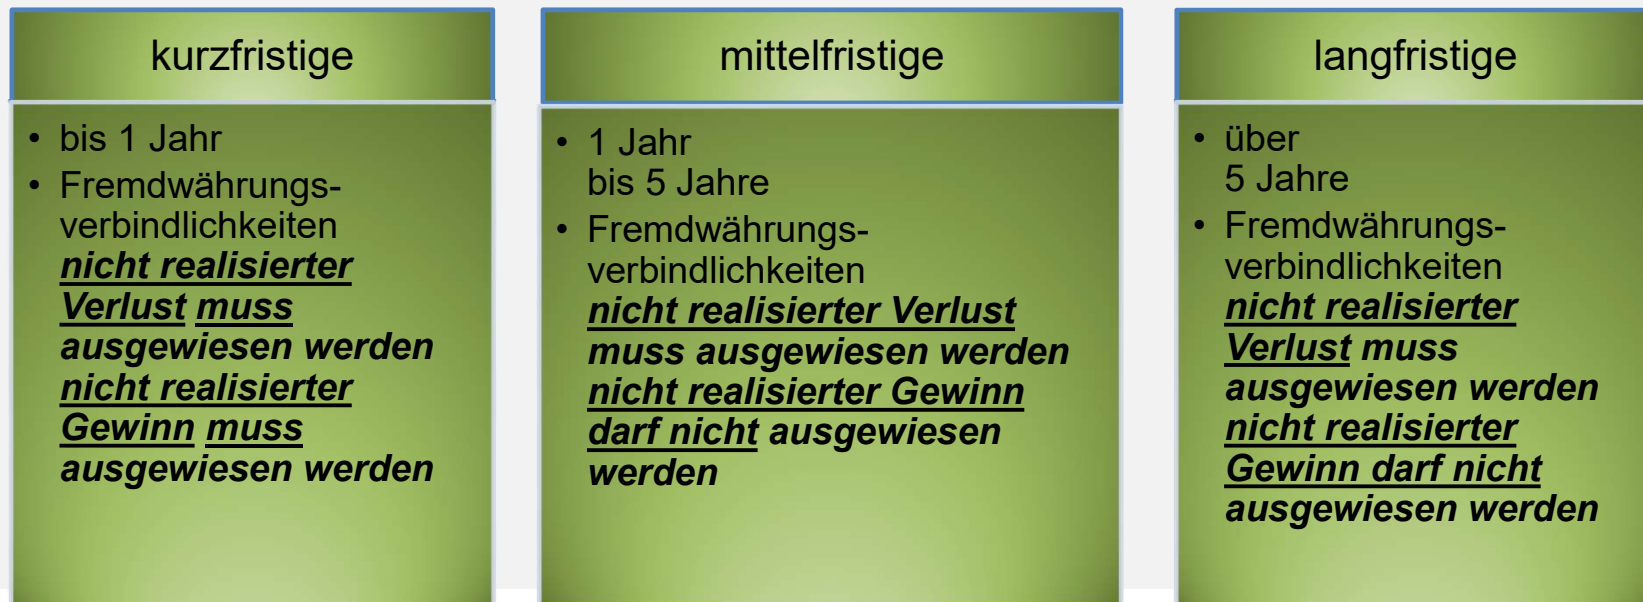 kurzfristige
• bis 1 Jahr
• Fremdwährungs-
verbindlichkeiten
nicht realisierter
Verlust muss
ausgewiesen werden
nicht realisierter
Gewinn muss
ausgewiesen werden
mittelfristige
• 1 Jahr
bis 5 Jahre
• Fremdwährungs-
verbindlichkeiten
nicht realisierter Verlust
muss ausgewiesen werden
nicht realisierter Gewinn
darf nicht ausgewiesen
werden
langfristige
• über
5 Jahre
• Fremdwährungs-
verbindlichkeiten
nicht realisierter
Verlust muss
ausgewiesen werden
nicht realisierter
Gewinn darf nicht
ausgewiesen werden